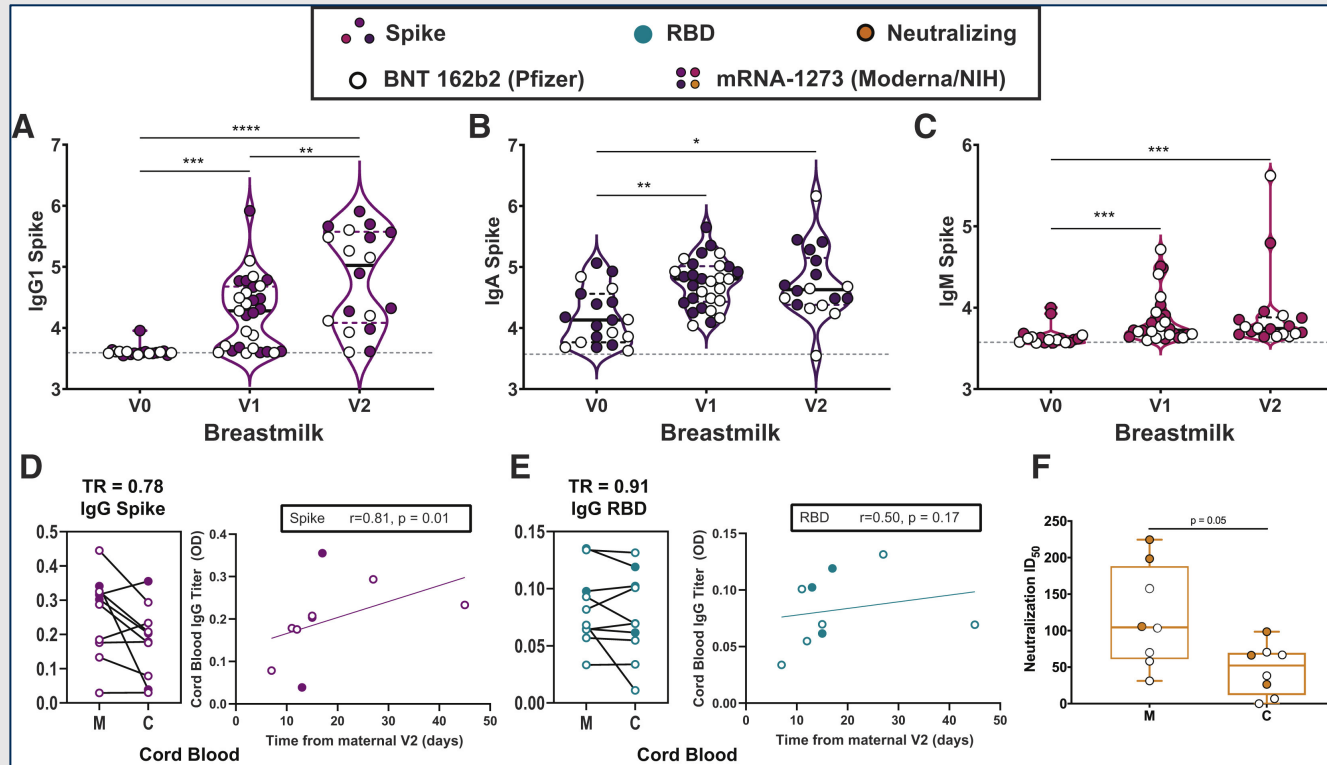 Spike
RBD
Neutralizing
BNT 162b2 (Pfizer)
mRNA-1273 (Moderna/NIH)
A
7
6
5
4
3
IgG1 Spike
****
***
**
V0 V1 V2
Breastmilk
B
7
6
5
4
3
IgA Spike
*
**
V0 V1 V2
Breastmilk
C
6
5
4
3
IgM Spike
***
***
V0 V1 V2
Breastmilk
D
TR = 0.78
IgG Spike
0.5
0.4
0.3
0.2
0.1
0.0
M C
Spike r=0.81, p = 0.01
Cord Blood IgG Titer (OD)
0.4
0.3
0.2
0.1
0.0
0 10 20 30 40 50
Time from maternal V2 (days)
Cord Blood
E
TR = 0.91
IgG RBD
0.15
0.10
0.05
0.00
M C
RBD r=0.50, p = 0.17
Cord Blood IgG Titer (OD)
0.15
0.10
0.05
0.00
0 10 20 30 40 50
Time from maternal V2 (days)
Cord Blood
F
p = 0.05
Neutralization ID50
250
200
150
100
50
0
M C